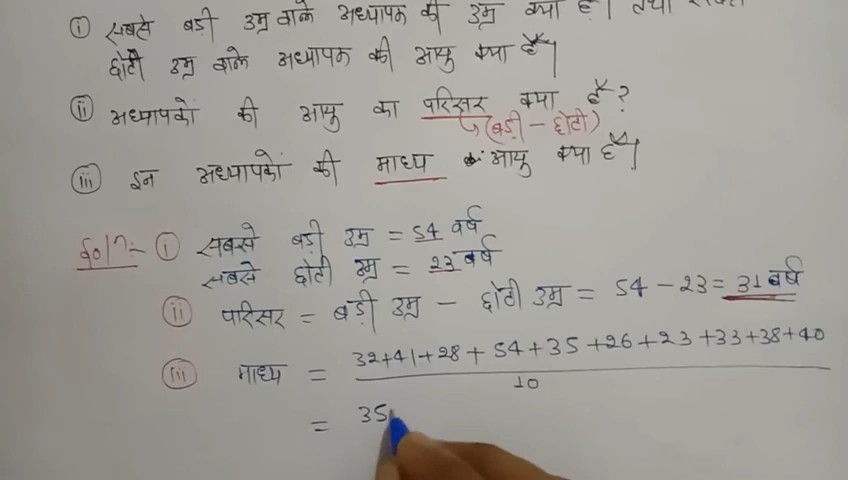 (i) सबसे बड़ी उम्र वाले अध्यापक की उम्र क्या है। तथा
छोटी उम्र वाले अध्यापक की आयु क्या है।
(ii) अध्यापकों की आयु का परिसर क्या है?
(बड़ी - छोटी)
(iii) इन अध्यापकों की माध्य आयु क्या है।
Sol?:- (i) सबसे बड़ी उम्र = 54 वर्ष
सबसे छोटी उम्र = 23 वर्ष
(ii) परिसर = बड़ी उम्र - छोटी उम्र = 54 - 23 = 31 वर्ष
(iii) माध्य = 32+41+28+54+35+26+23+33+38+40
10
= 35